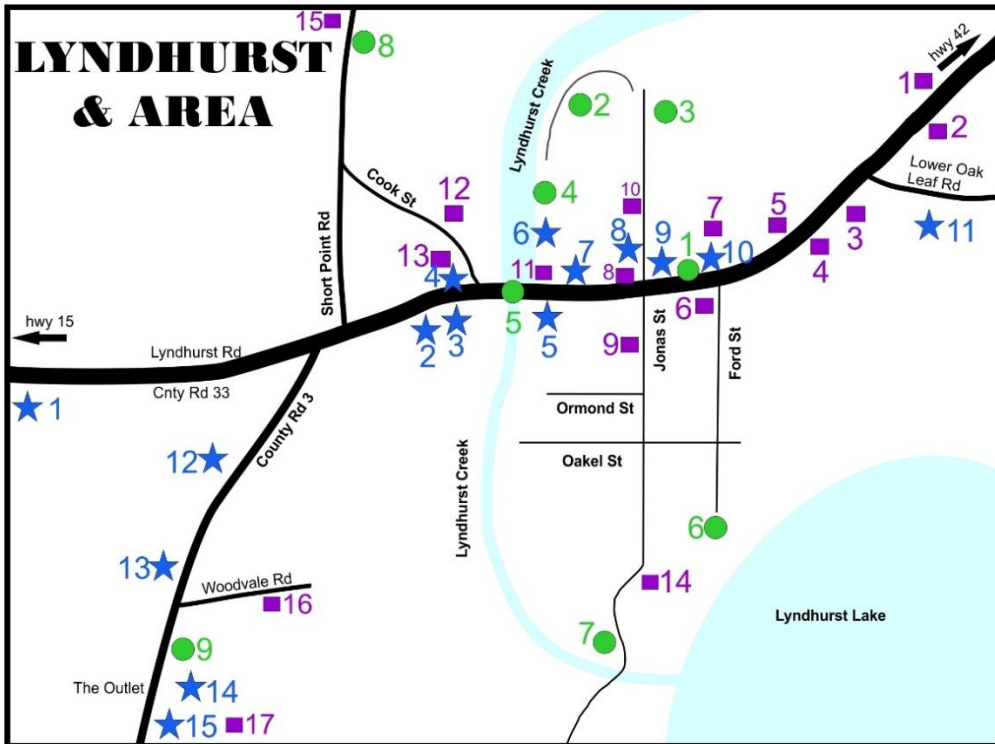 LYNDHURST
& AREA
15
8
hwy 42
1
2
Lower Oak
Leaf Rd
3
11
Lyndhurst Creek
2
3
4
Cook St
Short Point Rd
12
13
4
6
7
10
8
9
1
7
10
5
4
11
8
5
6
hwy 15
Lyndhurst Rd
Cnty Rd 33
1
2
3
5
9
Jonas St
Ford St
Ormond St
Oakel St
County Rd 3
12
Lyndhurst Creek
6
13
Woodvale Rd
16
14
Lyndhurst Lake
7
9
The Outlet
14
15
17